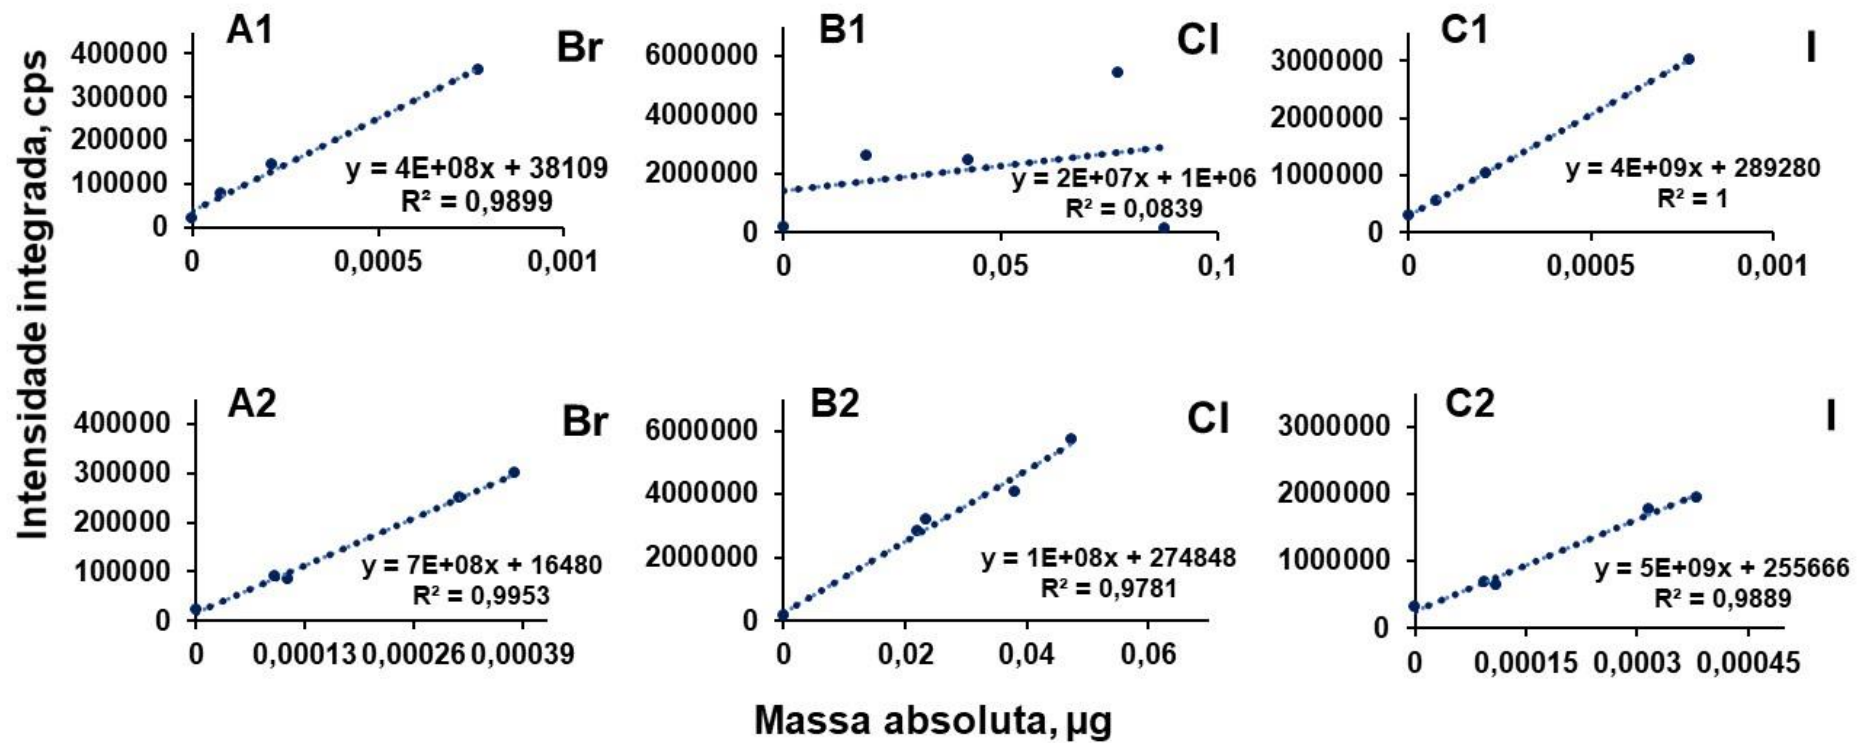 Intensidade integrada, cps
A1
Br
400000
300000
200000
100000
0
y = 4E+08x + 38109
R² = 0,9899
0 0,0005 0,001
B1
Cl
6000000
4000000
2000000
0
y = 2E+07x + 1E+06
R² = 0,0839
0 0,05 0,1
C1
I
3000000
2000000
1000000
0
y = 4E+09x + 289280
R² = 1
0 0,0005 0,001
A2
Br
400000
300000
200000
100000
0
y = 7E+08x + 16480
R² = 0,9953
0 0,00013 0,00026 0,00039
B2
Cl
6000000
4000000
2000000
0
y = 1E+08x + 274848
R² = 0,9781
0 0,02 0,04 0,06
C2
I
3000000
2000000
1000000
0
y = 5E+09x + 255666
R² = 0,9889
0 0,00015 0,0003 0,00045
Massa absoluta, µg